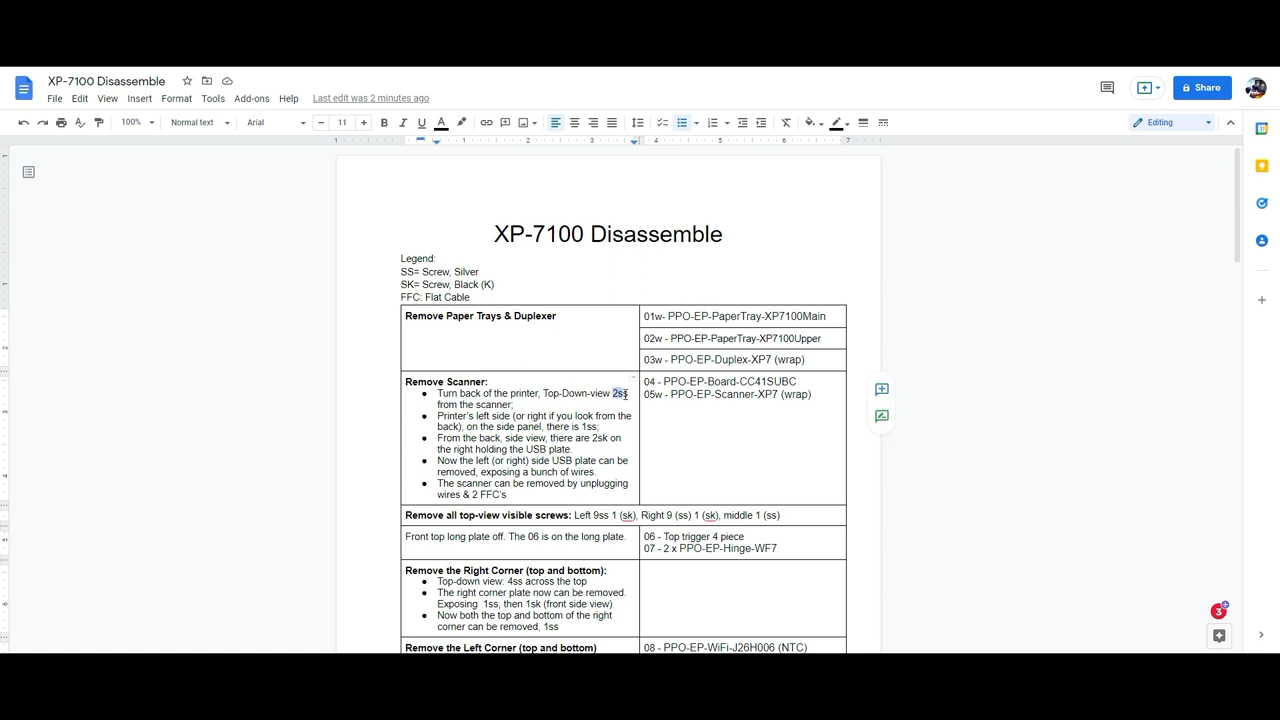 XP-7100 Disassemble
File Edit View Insert Format Tools Add-ons Help Last edit was 2 minutes ago
Share
100% Normal text Arial 11 B I U A Editing
1 1 2 3 4 5 6 7
XP-7100 Disassemble
Legend:
SS= Screw, Silver
SK= Screw, Black (K)
FFC: Flat Cable
Remove Paper Trays & Duplexer
01w- PPO-EP-PaperTray-XP7100Main
02w - PPO-EP-PaperTray-XP7100Upper
03w - PPO-EP-Duplex-XP7 (wrap)
Remove Scanner:
● Turn back of the printer, Top-Down-view 2ss
from the scanner;
● Printer's left side (or right if you look from the
back), on the side panel, there is 1ss;
● From the back, side view, there are 2sk on
the right holding the USB plate.
● Now the left (or right) side USB plate can be
removed, exposing a bunch of wires.
● The scanner can be removed by unplugging
wires & 2 FFC's
04 - PPO-EP-Board-CC41SUBC
05w - PPO-EP-Scanner-XP7 (wrap)
Remove all top-view visible screws: Left 9ss 1 (sk), Right 9 (ss) 1 (sk), middle 1 (ss)
Front top long plate off. The 06 is on the long plate.
06 - Top trigger 4 piece
07 - 2 x PPO-EP-Hinge-WF7
Remove the Right Corner (top and bottom):
● Top-down view: 4ss across the top
● The right corner plate now can be removed.
Exposing 1ss, then 1sk (front side view)
● Now both the top and bottom of the right
corner can be removed, 1ss
Remove the Left Corner (top and bottom)
08 - PPO-EP-WiFi-J26H006 (NTC)
3